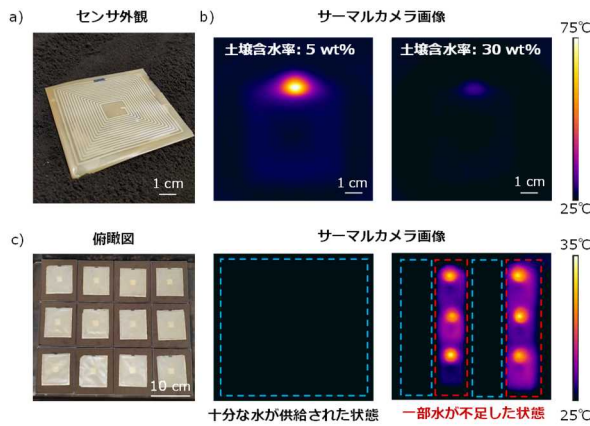 a) センサ外観
1 cm
b) サーマルカメラ画像
土壌含水率: 5 wt%
1 cm
土壌含水率: 30 wt%
1 cm
75℃
25℃
c) 俯瞰図
10 cm
サーマルカメラ画像
十分な水が供給された状態
一部水が不足した状態
35℃
25℃